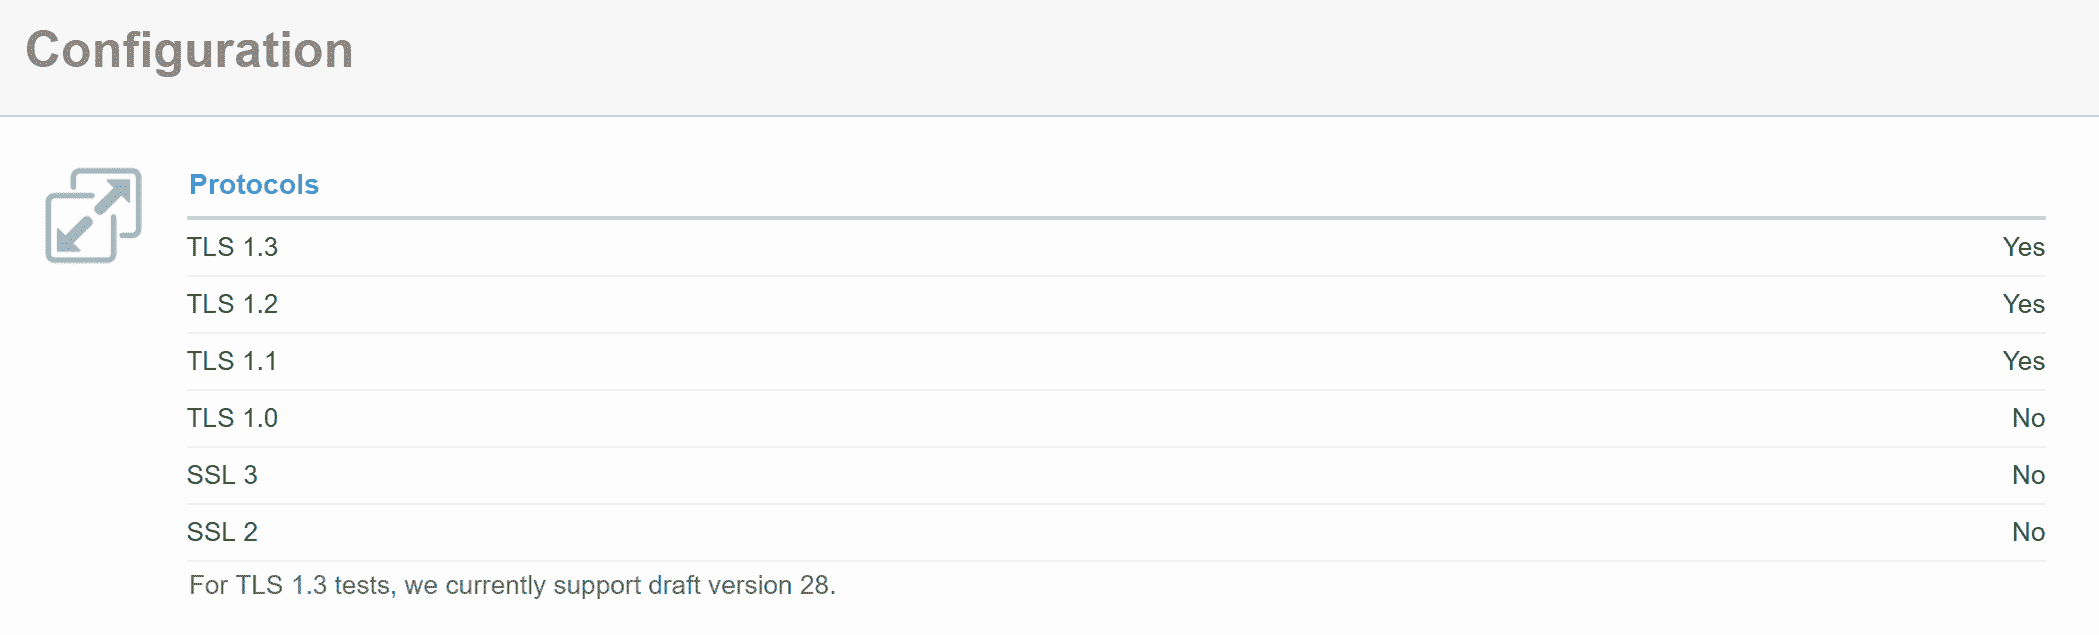 Configuration
Protocols
TLS 1.3 Yes
TLS 1.2 Yes
TLS 1.1 Yes
TLS 1.0 No
SSL 3 No
SSL 2 No
For TLS 1.3 tests, we currently support draft version 28.